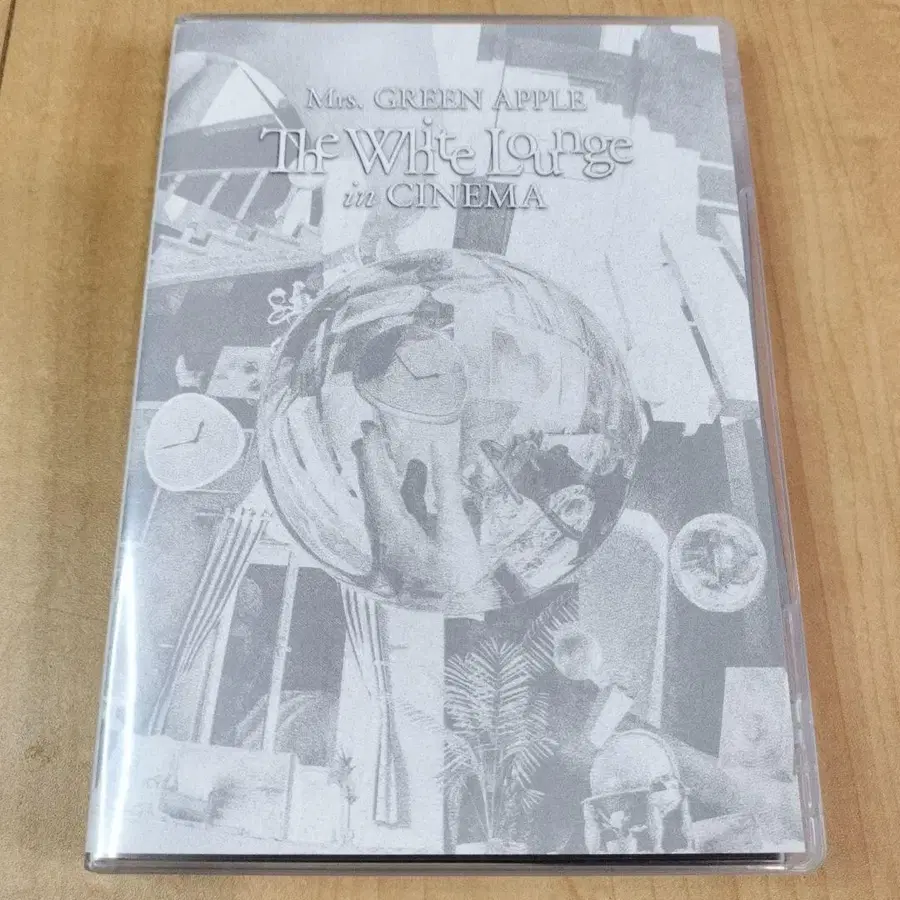 Mrs. GREEN APPLE
The White Lounge
in CINEMA